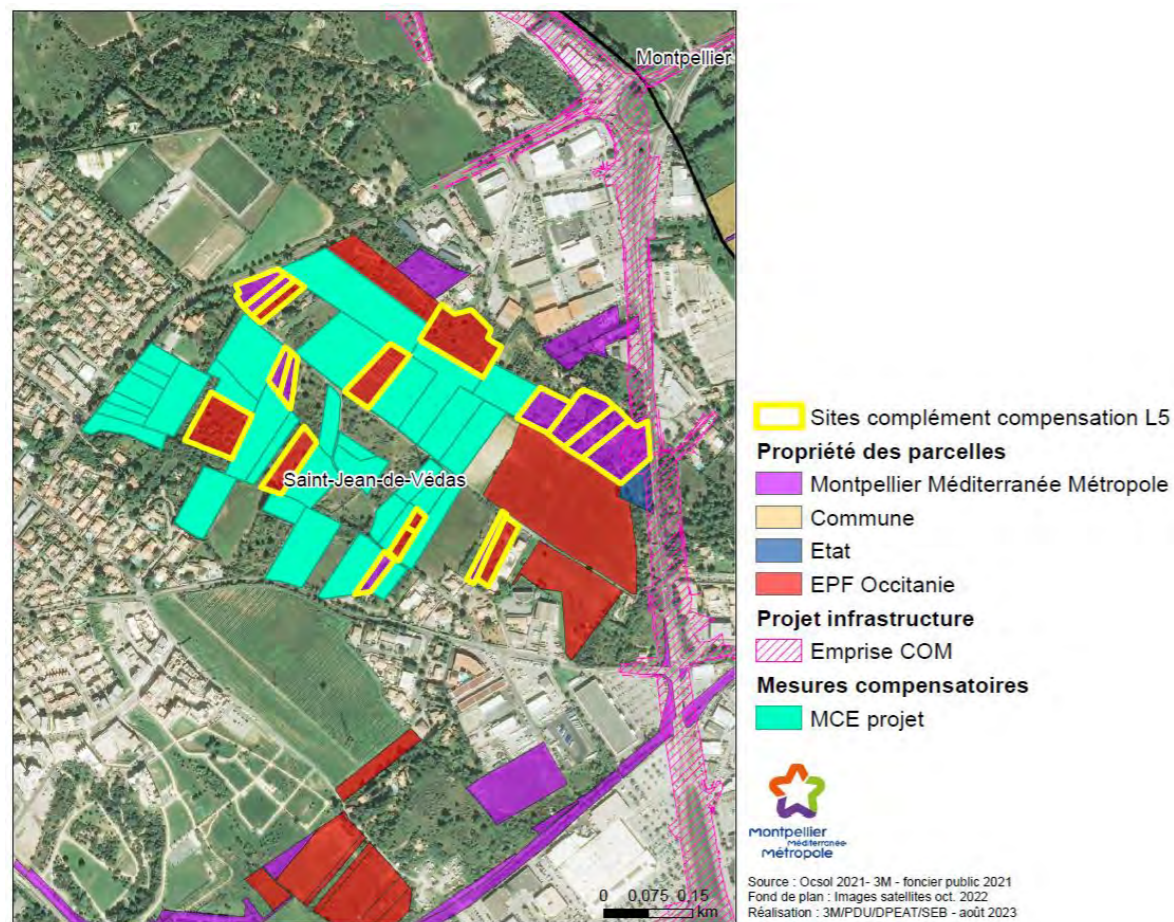 Montpellier
Saint-Jean-de-Védas
0 0,075 0,15
km
Sites complément compensation L5
Propriété des parcelles
Montpellier Méditerranée Métropole
Commune
Etat
EPF Occitanie
Projet infrastructure
Emprise COM
Mesures compensatoires
MCE projet
montpellier
Méditerranée
métropole
Source : Ocsol 2021- 3M - foncier public 2021
Fond de plan : Images satellites oct. 2022
Réalisation : 3M/PDU/DPEAT/SEB - août 2023